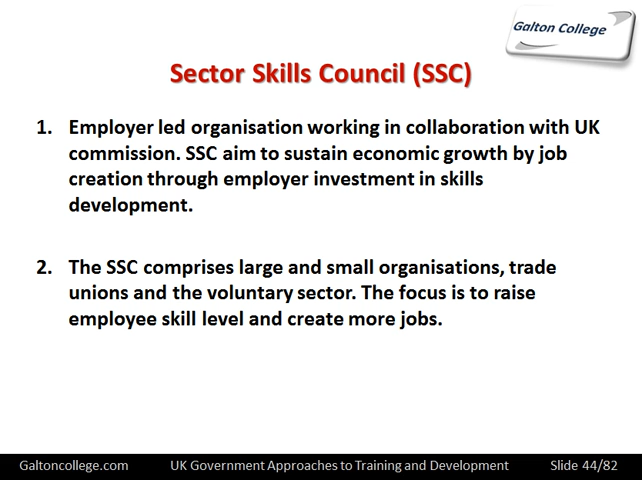 Galton College
Sector Skills Council (SSC)
1. Employer led organisation working in collaboration with UK
commission. SSC aim to sustain economic growth by job
creation through employer investment in skills
development.
2. The SSC comprises large and small organisations, trade
unions and the voluntary sector. The focus is to raise
employee skill level and create more jobs.
Galtoncollege.com UK Government Approaches to Training and Development Slide 44/82